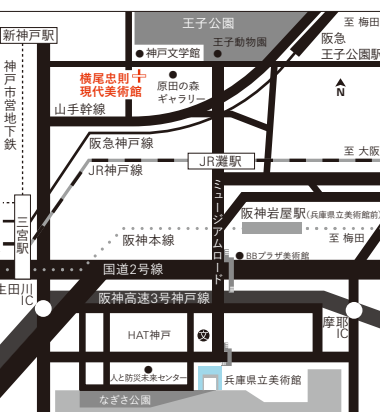 王子公園
至 梅田
新神戸駅
神戸文学館
王子動物園
阪急
王子公園駅
横尾忠則
現代美術館
原田の森
ギャラリー
N
神戸市営地下鉄
山手幹線
阪急神戸線
至 大阪
JR神戸線
JR灘駅
ミュージアムロード
三宮駅
阪神岩屋駅(兵庫県立美術館前)
阪神本線
至 梅田
BBプラザ美術館
国道2号線
生田川
IC
阪神高速3号神戸線
摩耶
IC
HAT神戸
文
人と防災未来センター
兵庫県立美術館
なぎさ公園